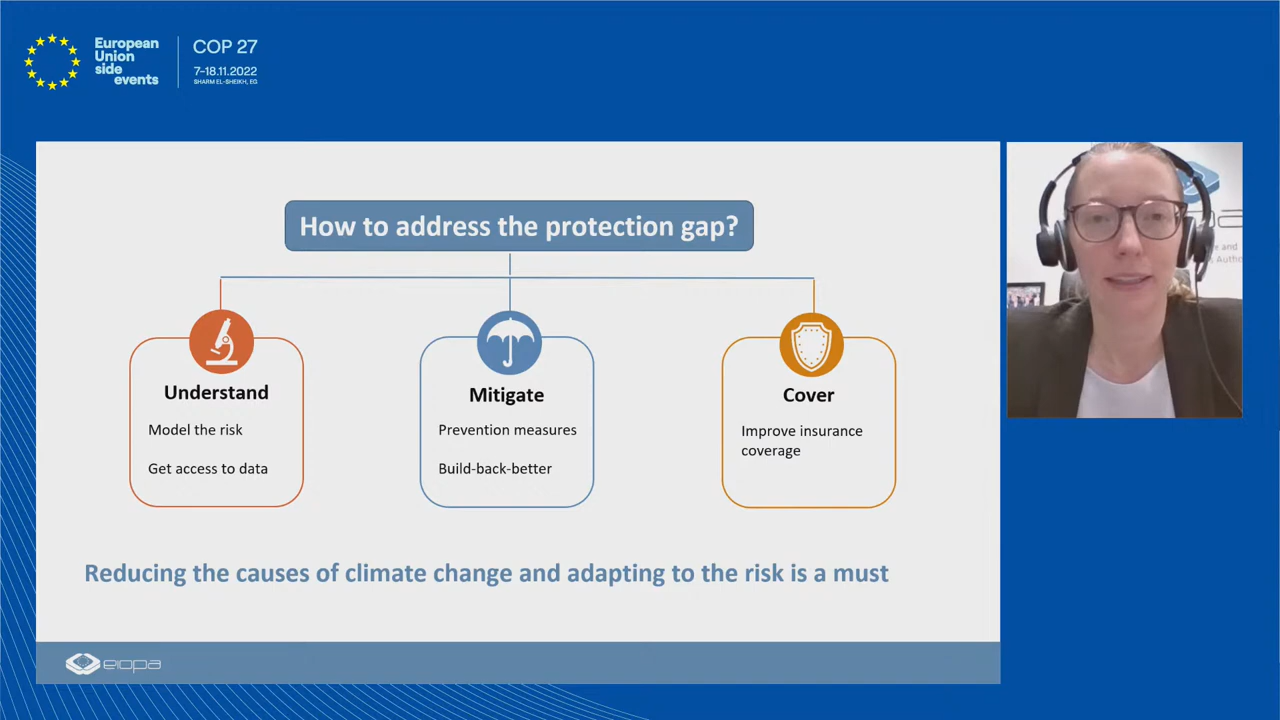 European
Union
side
events
COP 27
7-18.11.2022
SHARM EL-SHEIKH, EG
How to address the protection gap?
Understand
Model the risk
Get access to data
Mitigate
Prevention measures
Build-back-better
Cover
Improve insurance
coverage
Reducing the causes of climate change and adapting to the risk is a must
eiopa